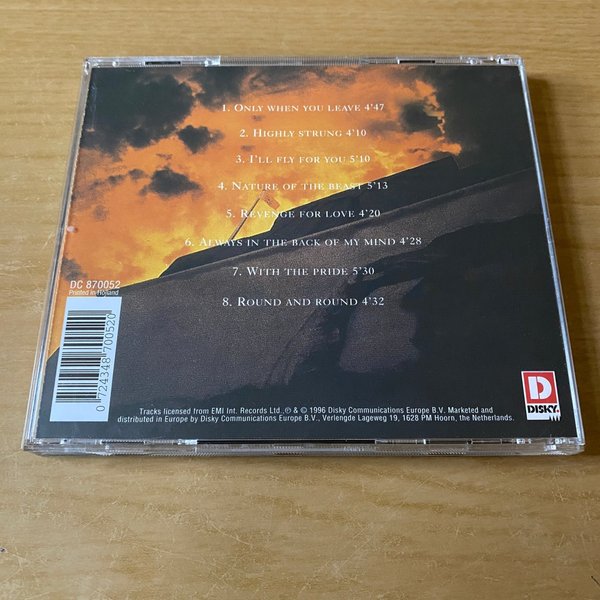 1. Only when you leave 4'47
2. Highly strung 4'10
3. I'll fly for you 5'10
4. Nature of the beast 5'13
5. Revenge for love 4'20
6. Always in the back of my mind 4'28
7. With the pride 5'30
8. Round and round 4'32
DC 870052
Printed in Holland
0 724348 700520
Tracks licensed from EMI Int. Records Ltd., ℗ & © 1996 Disky Communications Europe B.V. Marketed and
distributed in Europe by Disky Communications Europe B.V., Verlengde Lageweg 19, 1628 PM Hoorn, the Netherlands.
D
DISKY